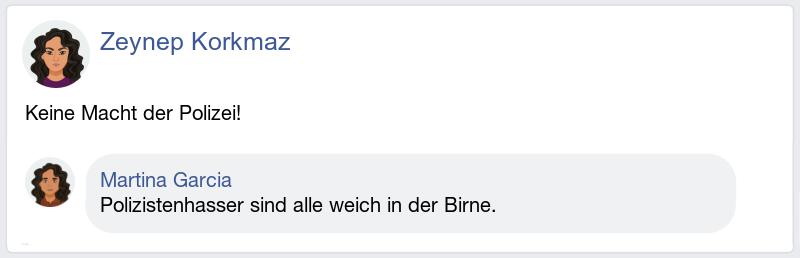 Zeynep Korkmaz
Keine Macht der Polizei!
Martina Garcia
Polizistenhasser sind alle weich in der Birne.